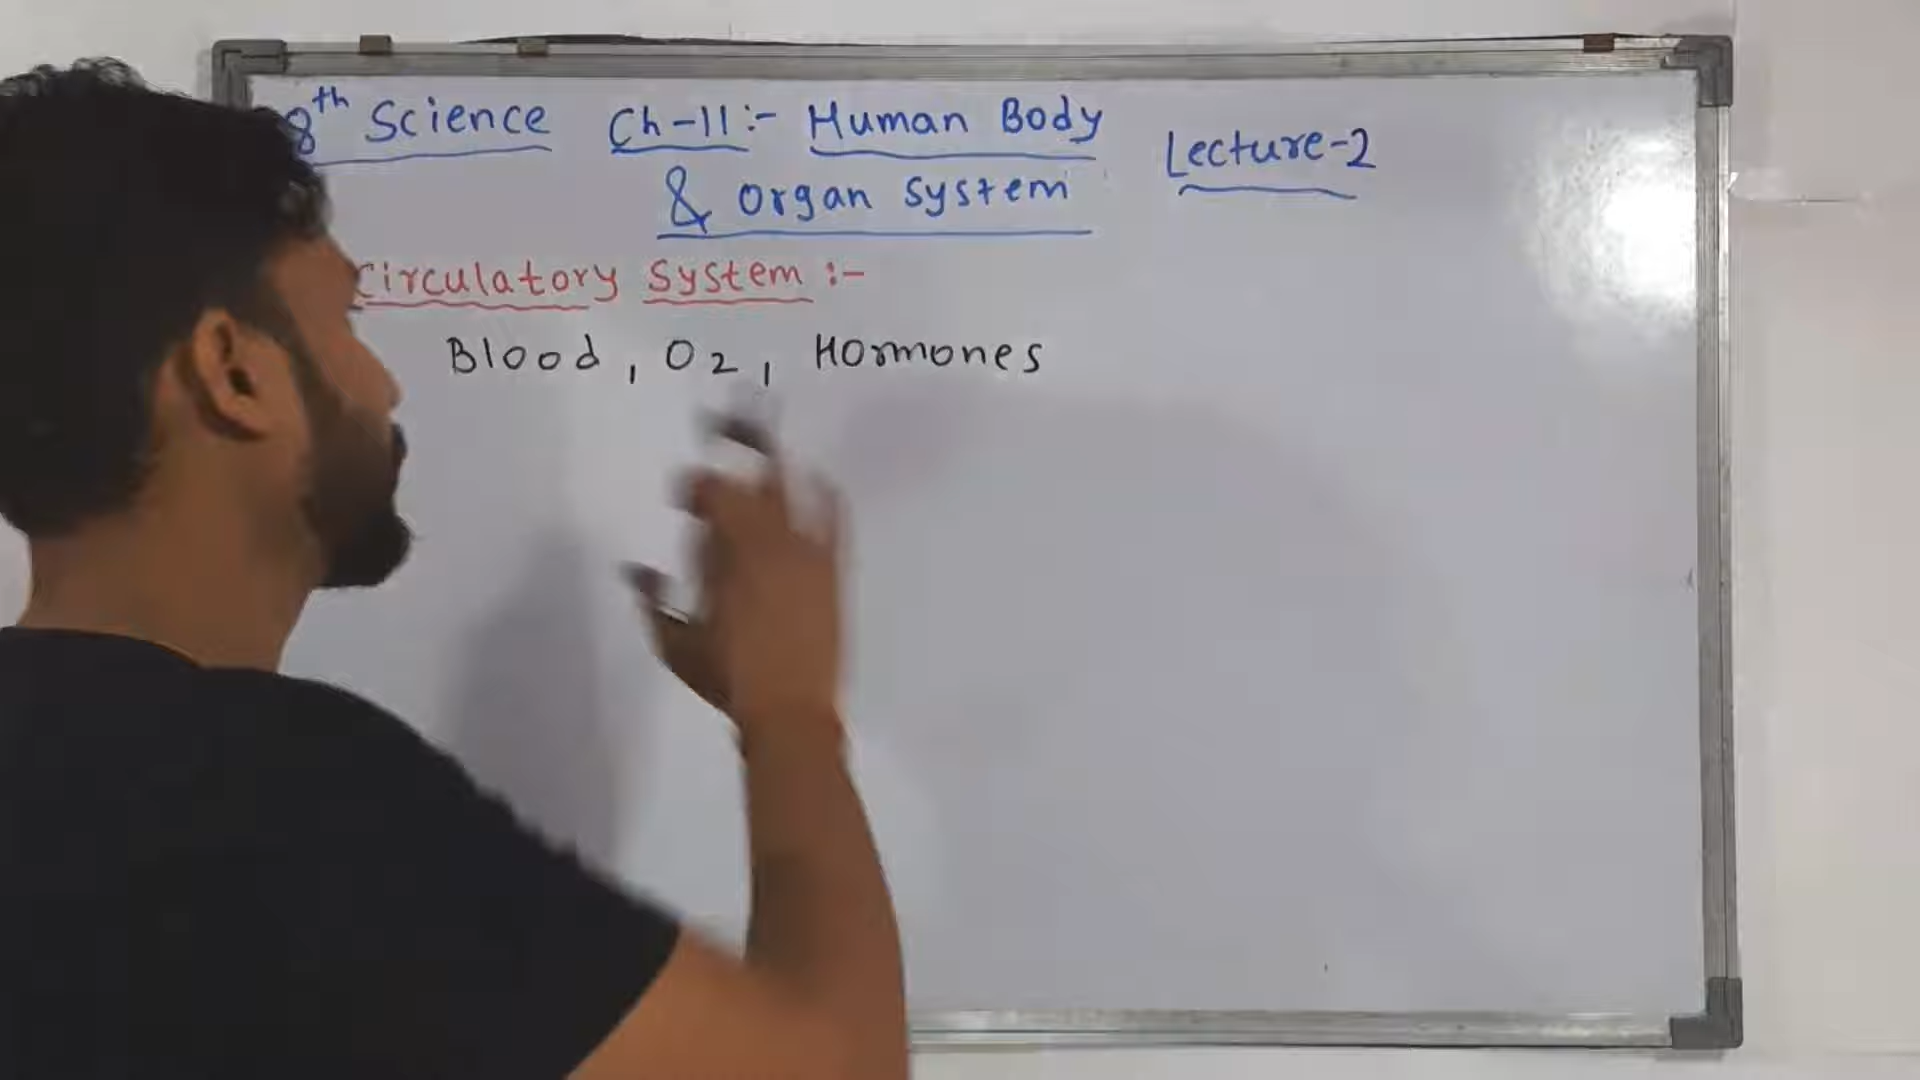 8th Science Ch-11:- Human Body Lecture-2
& organ system
Circulatory System :-
Blood, O2, Hormones